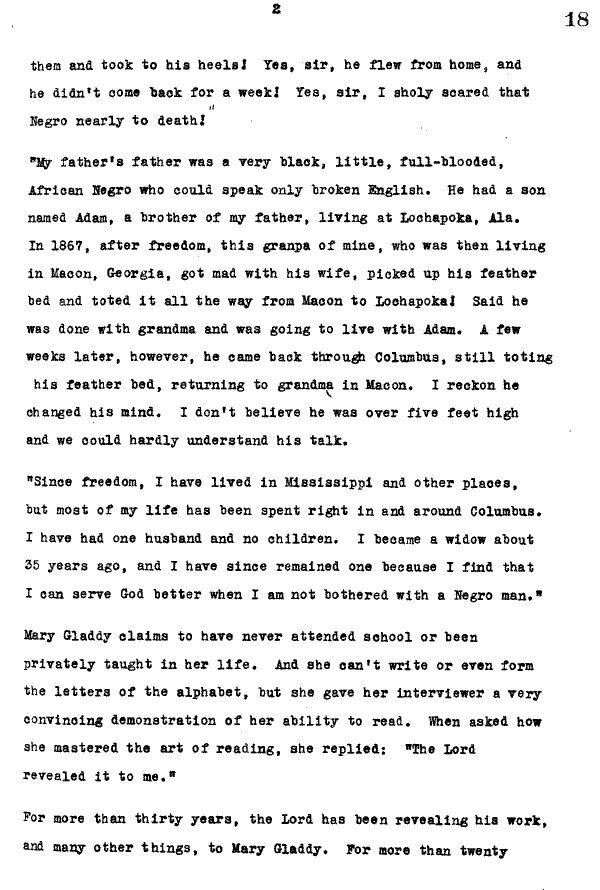 2
18
them and took to his heels! Yes, sir, he flew from home, and
he didn't come back for a week! Yes, sir, I sholy scared that
Negro nearly to death!"
"My father's father was a very black, little, full-blooded,
African Negro who could speak only broken English. He had a son
named Adam, a brother of my father, living at Lochapoka, Ala.
In 1867, after freedom, this granpa of mine, who was then living
in Macon, Georgia, got mad with his wife, picked up his feather
bed and toted it all the way from Macon to Lochapoka! Said he
was done with grandma and was going to live with Adam. A few
weeks later, however, he came back through Columbus, still toting
his feather bed, returning to grandma in Macon. I reckon he
changed his mind. I don't believe he was over five feet high
and we could hardly understand his talk.
"Since freedom, I have lived in Mississippi and other places,
but most of my life has been spent right in and around Columbus.
I have had one husband and no children. I became a widow about
35 years ago, and I have since remained one because I find that
I can serve God better when I am not bothered with a Negro man."
Mary Gladdy claims to have never attended school or been
privately taught in her life. And she can't write or even form
the letters of the alphabet, but she gave her interviewer a very
convincing demonstration of her ability to read. When asked how
she mastered the art of reading, she replied: "The Lord
revealed it to me."
For more than thirty years, the Lord has been revealing his work,
and many other things, to Mary Gladdy. For more than twenty